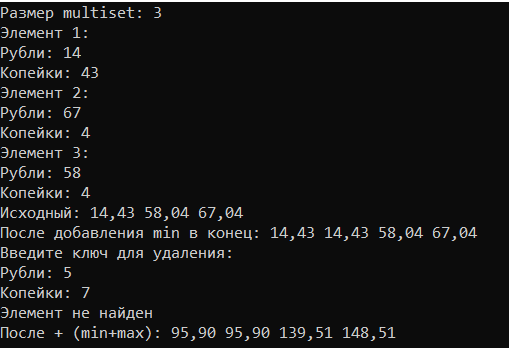 Размер multiset: 3
Элемент 1:
Рубли: 14
Копейки: 43
Элемент 2:
Рубли: 67
Копейки: 4
Элемент 3:
Рубли: 58
Копейки: 4
Исходный: 14,43 58,04 67,04
После добавления min в конец: 14,43 14,43 58,04 67,04
Введите ключ для удаления:
Рубли: 5
Копейки: 7
Элемент не найден
После + (min+max): 95,90 95,90 139,51 148,51